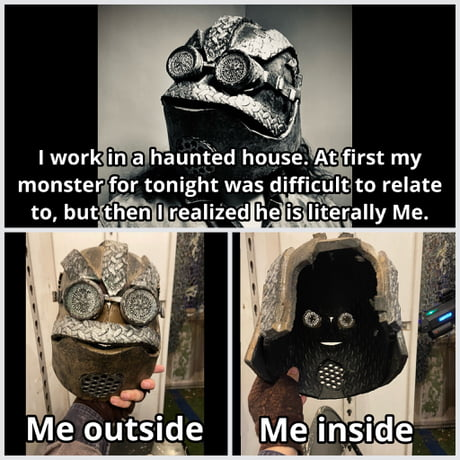 I work in a haunted house. At first my
monster for tonight was difficult to relate
to, but then I realized he is literally Me.
Me outside
Me inside